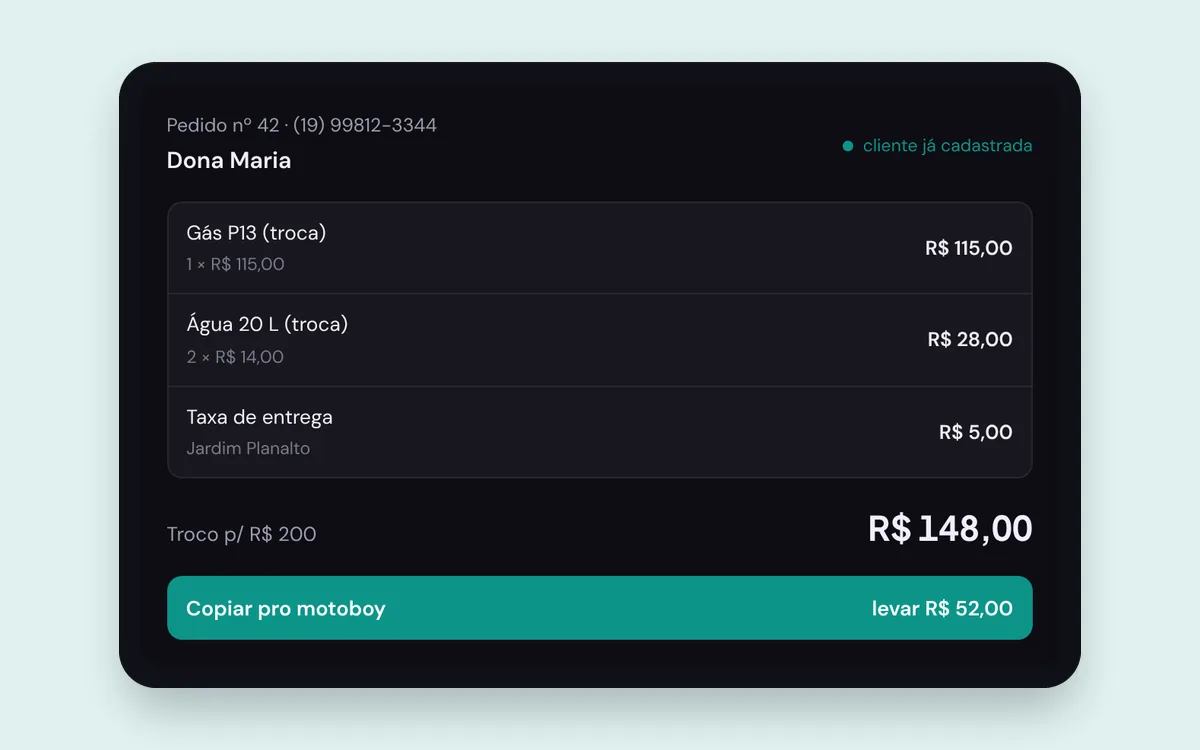 Pedido nº 42 · (19) 99812-3344
Dona Maria
cliente já cadastrada
Gás P13 (troca)
1 × R$ 115,00
R$ 115,00
Água 20 L (troca)
2 × R$ 14,00
R$ 28,00
Taxa de entrega
Jardim Planalto
R$ 5,00
Troco p/ R$ 200
R$ 148,00
Copiar pro motoboy
levar R$ 52,00